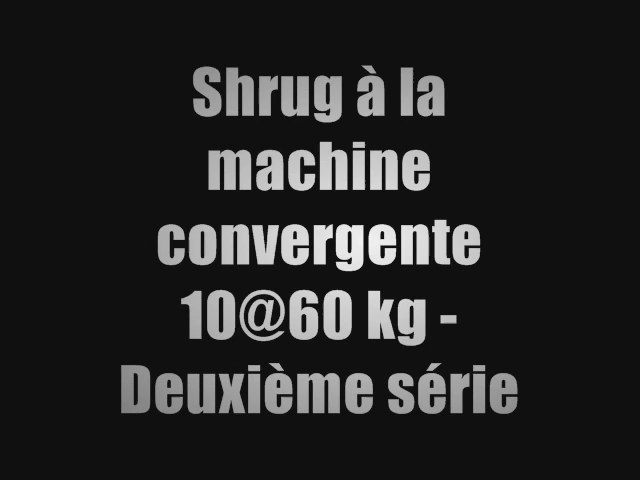 Shrug à la
machine
convergente
10@60 kg -
Deuxième série